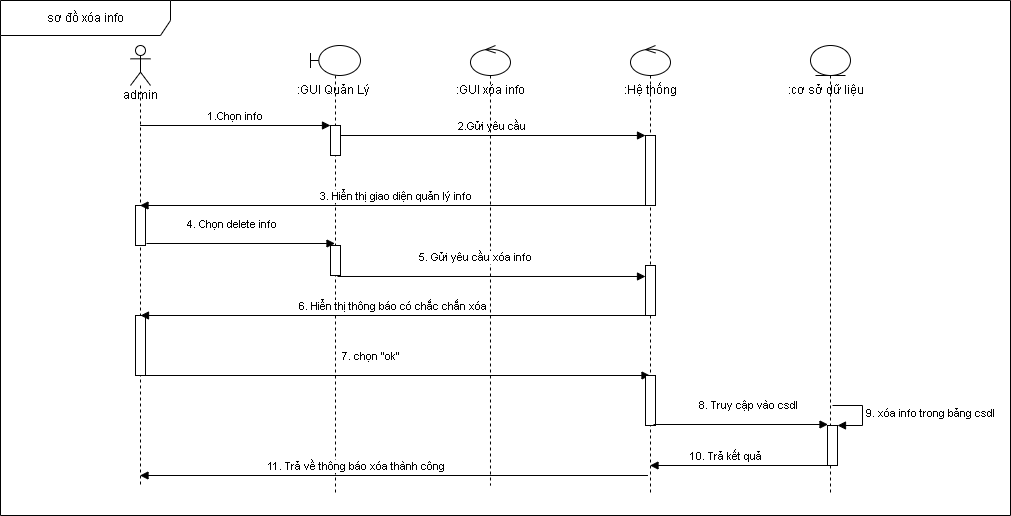 sơ đồ xóa info
admin
:GUI Quản Lý
:GUI xóa info
:Hệ thống
:cơ sở dữ liệu
1.Chọn info
2.Gửi yêu cầu
3. Hiển thị giao diện quản lý info
4. Chọn delete info
5. Gửi yêu cầu xóa info
6. Hiển thị thông báo có chắc chắn xóa
7. chọn "ok"
8. Truy cập vào csdl
9. xóa info trong bảng csdl
10. Trả kết quả
11. Trả về thông báo xóa thành công